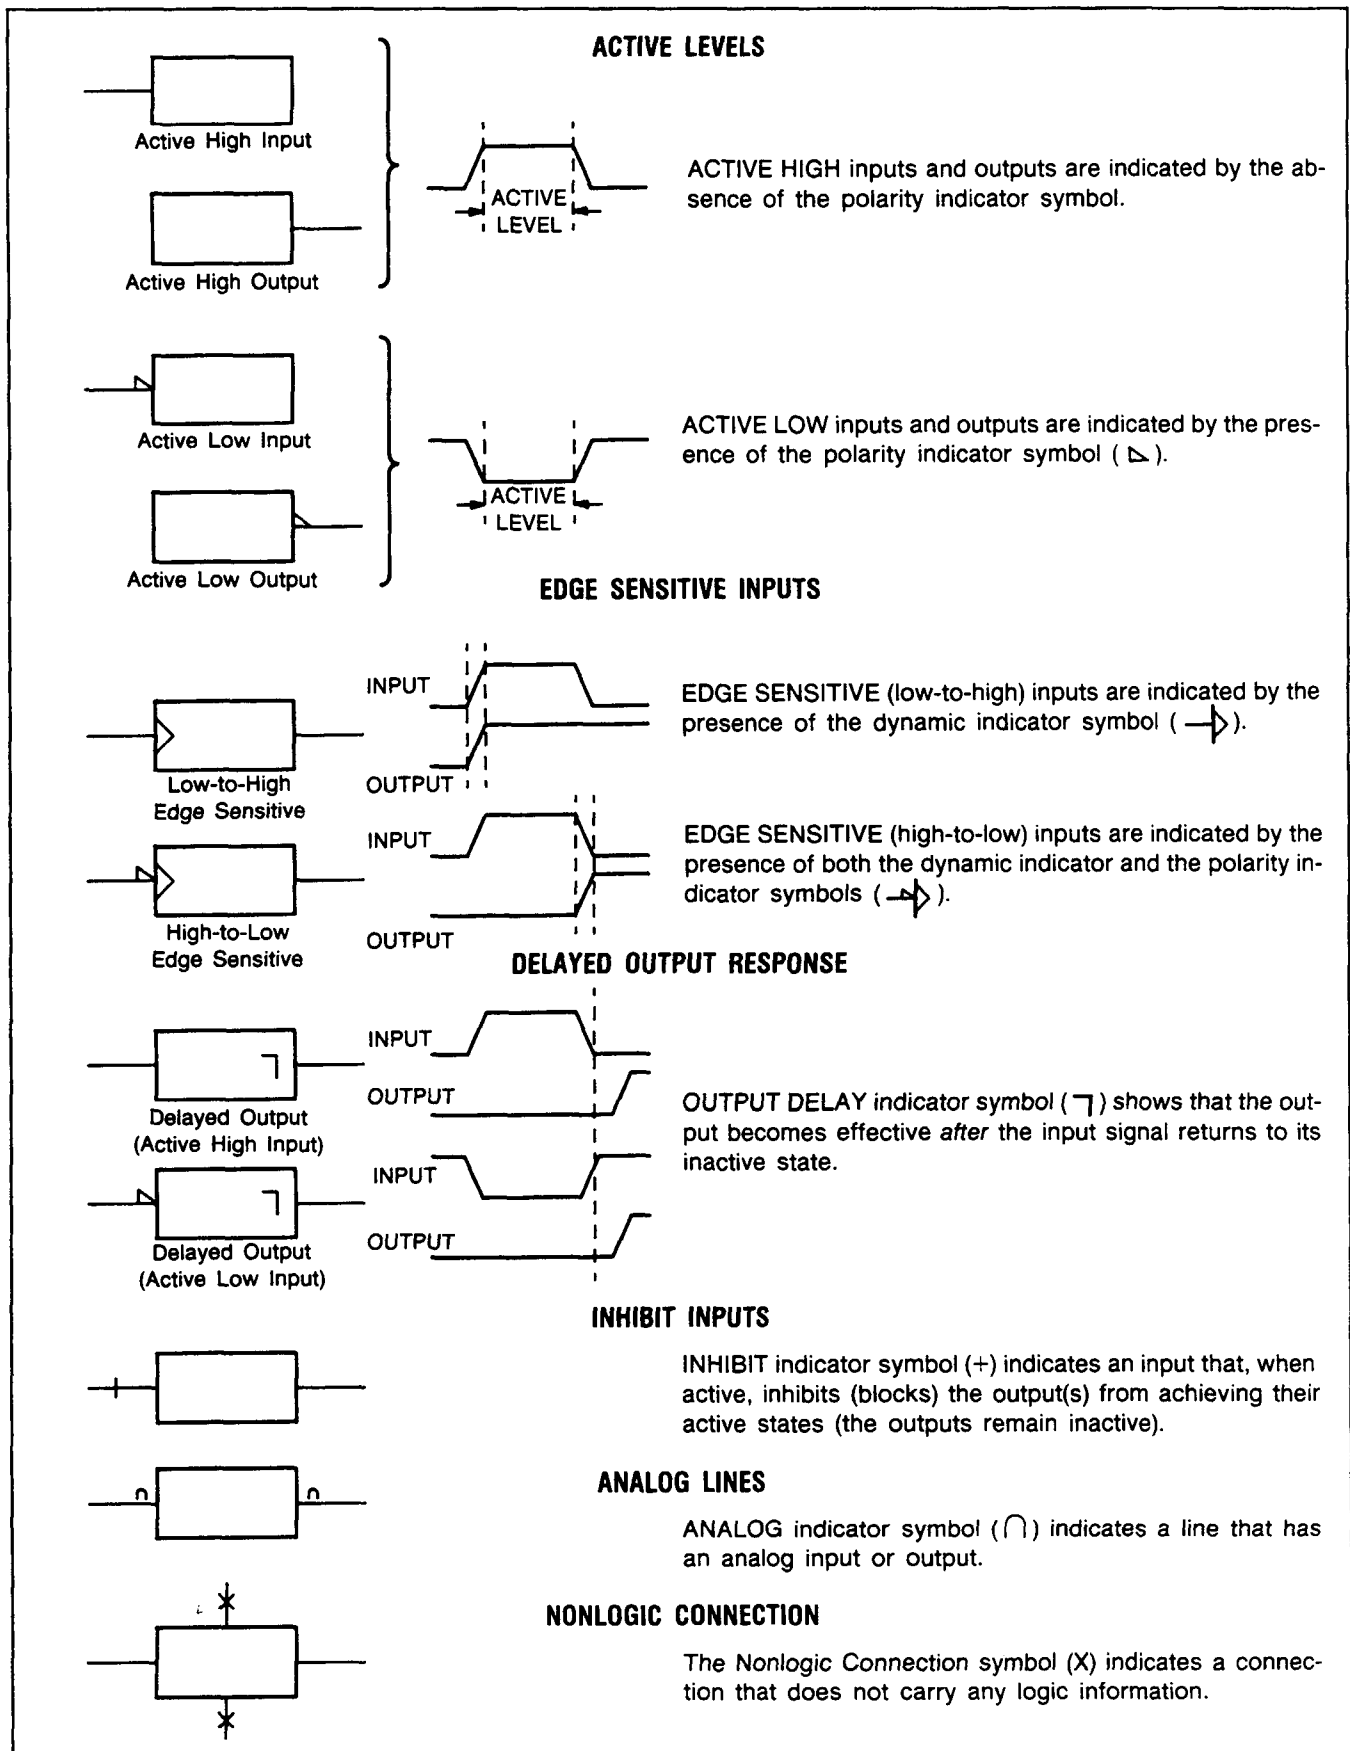 ACTIVE LEVELS
Active High Input
ACTIVE
LEVEL
ACTIVE HIGH inputs and outputs are indicated by the ab-
sence of the polarity indicator symbol.
Active High Output
Active Low Input
ACTIVE
LEVEL
ACTIVE LOW inputs and outputs are indicated by the pres-
ence of the polarity indicator symbol ( ).
Active Low Output
EDGE SENSITIVE INPUTS
INPUT
OUTPUT
Low-to-High
Edge Sensitive
EDGE SENSITIVE (low-to-high) inputs are indicated by the
presence of the dynamic indicator symbol ( ).
INPUT
OUTPUT
High-to-Low
Edge Sensitive
EDGE SENSITIVE (high-to-low) inputs are indicated by the
presence of both the dynamic indicator and the polarity in-
dicator symbols ( ).
DELAYED OUTPUT RESPONSE
INPUT
OUTPUT
Delayed Output
(Active High Input)
INPUT
OUTPUT
Delayed Output
(Active Low Input)
OUTPUT DELAY indicator symbol ( ) shows that the out-
put becomes effective after the input signal returns to its
inactive state.
INHIBIT INPUTS
INHIBIT indicator symbol (+) indicates an input that, when
active, inhibits (blocks) the output(s) from achieving their
active states (the outputs remain inactive).
ANALOG LINES
ANALOG indicator symbol (∩) indicates a line that has
an analog input or output.
NONLOGIC CONNECTION
The Nonlogic Connection symbol (X) indicates a connec-
tion that does not carry any logic information.